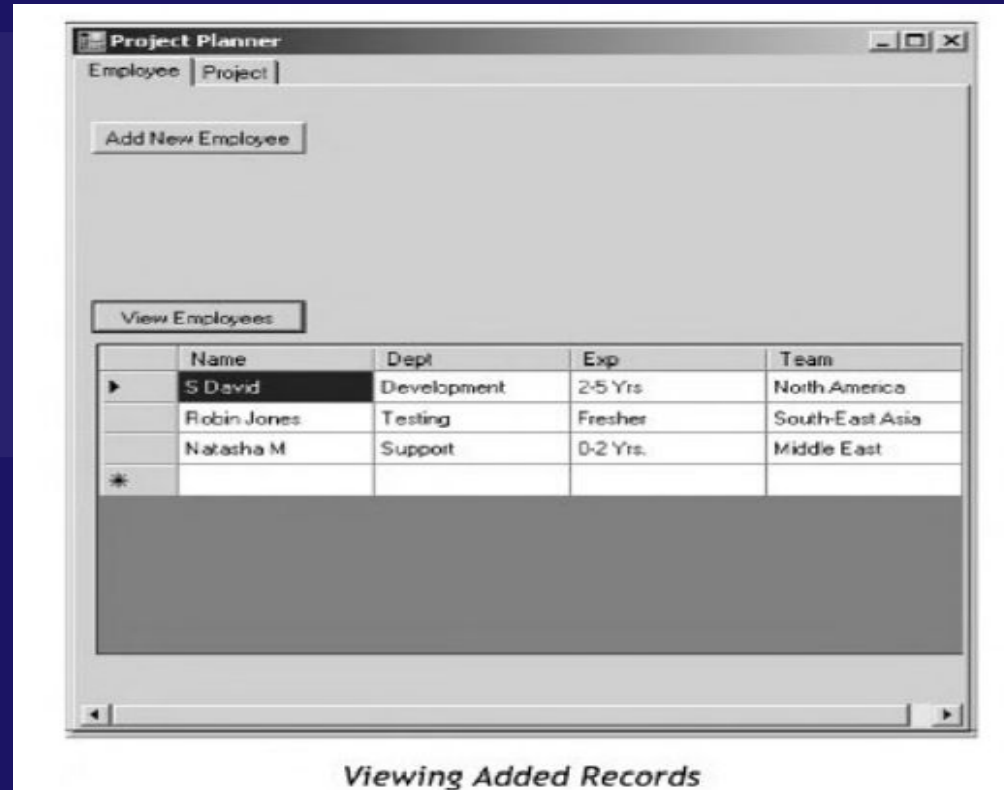 Project Planner
Employee Project
Add New Employee
View Employees
Name Dept Exp Team
S David Development 2-5 Yrs North America
Robin Jones Testing Fresher South-East Asia
Natasha M Support 0-2 Yrs. Middle East
Viewing Added Records